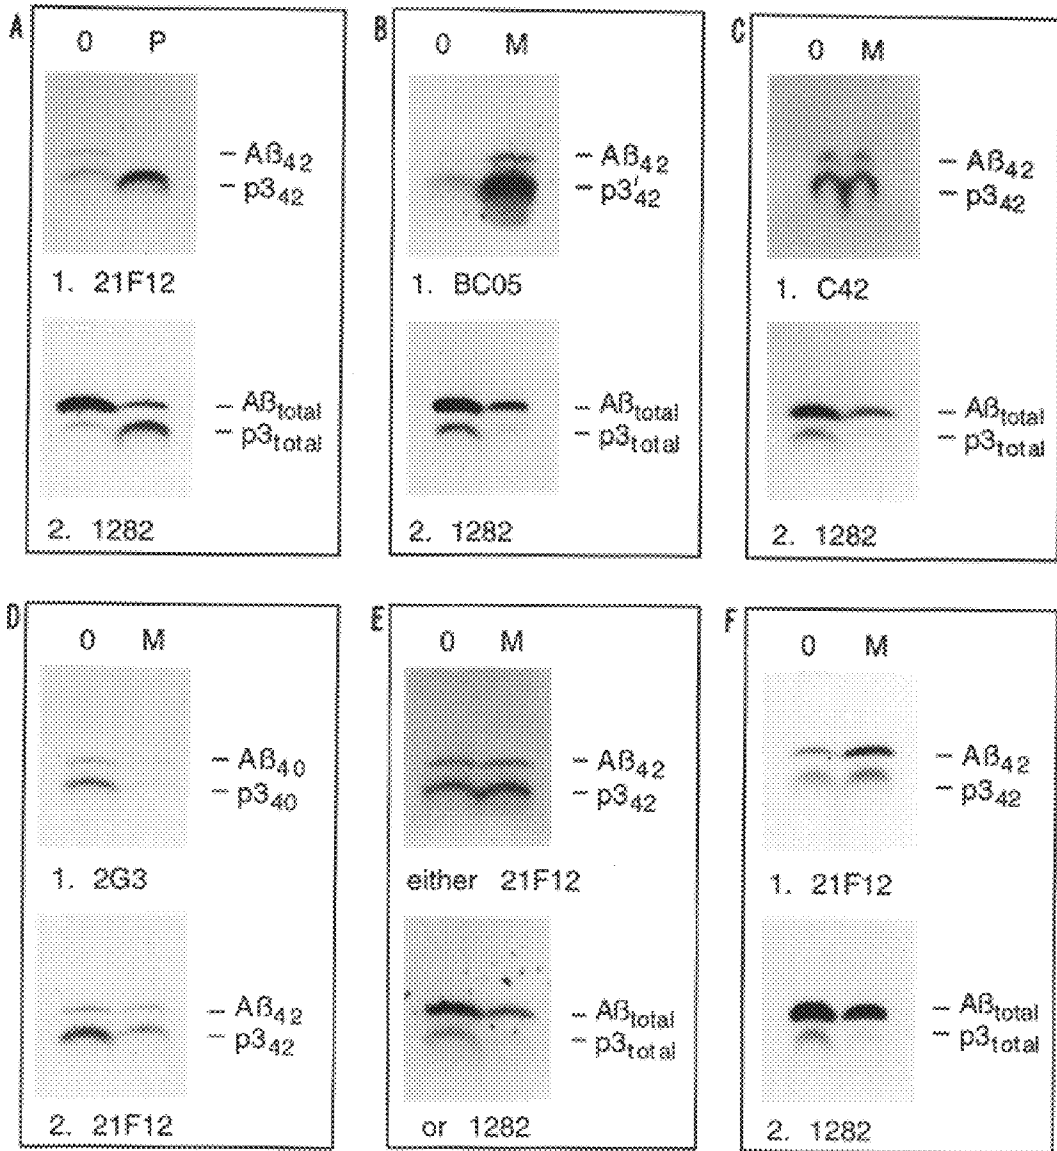 A
0 P
– Aβ42
– p342
1. 21F12
– Aβtotal
– p3total
2. 1282
B
0 M
– Aβ42
– p3'42
1. BC05
– Aβtotal
– p3total
2. 1282
C
0 M
– Aβ42
– p342
1. C42
– Aβtotal
– p3total
2. 1282
D
0 M
– Aβ40
– p340
1. 2G3
– Aβ42
– p342
2. 21F12
E
0 M
– Aβ42
– p342
either 21F12
– Aβtotal
– p3total
or 1282
F
0 M
– Aβ42
– p342
1. 21F12
– Aβtotal
– p3total
2. 1282